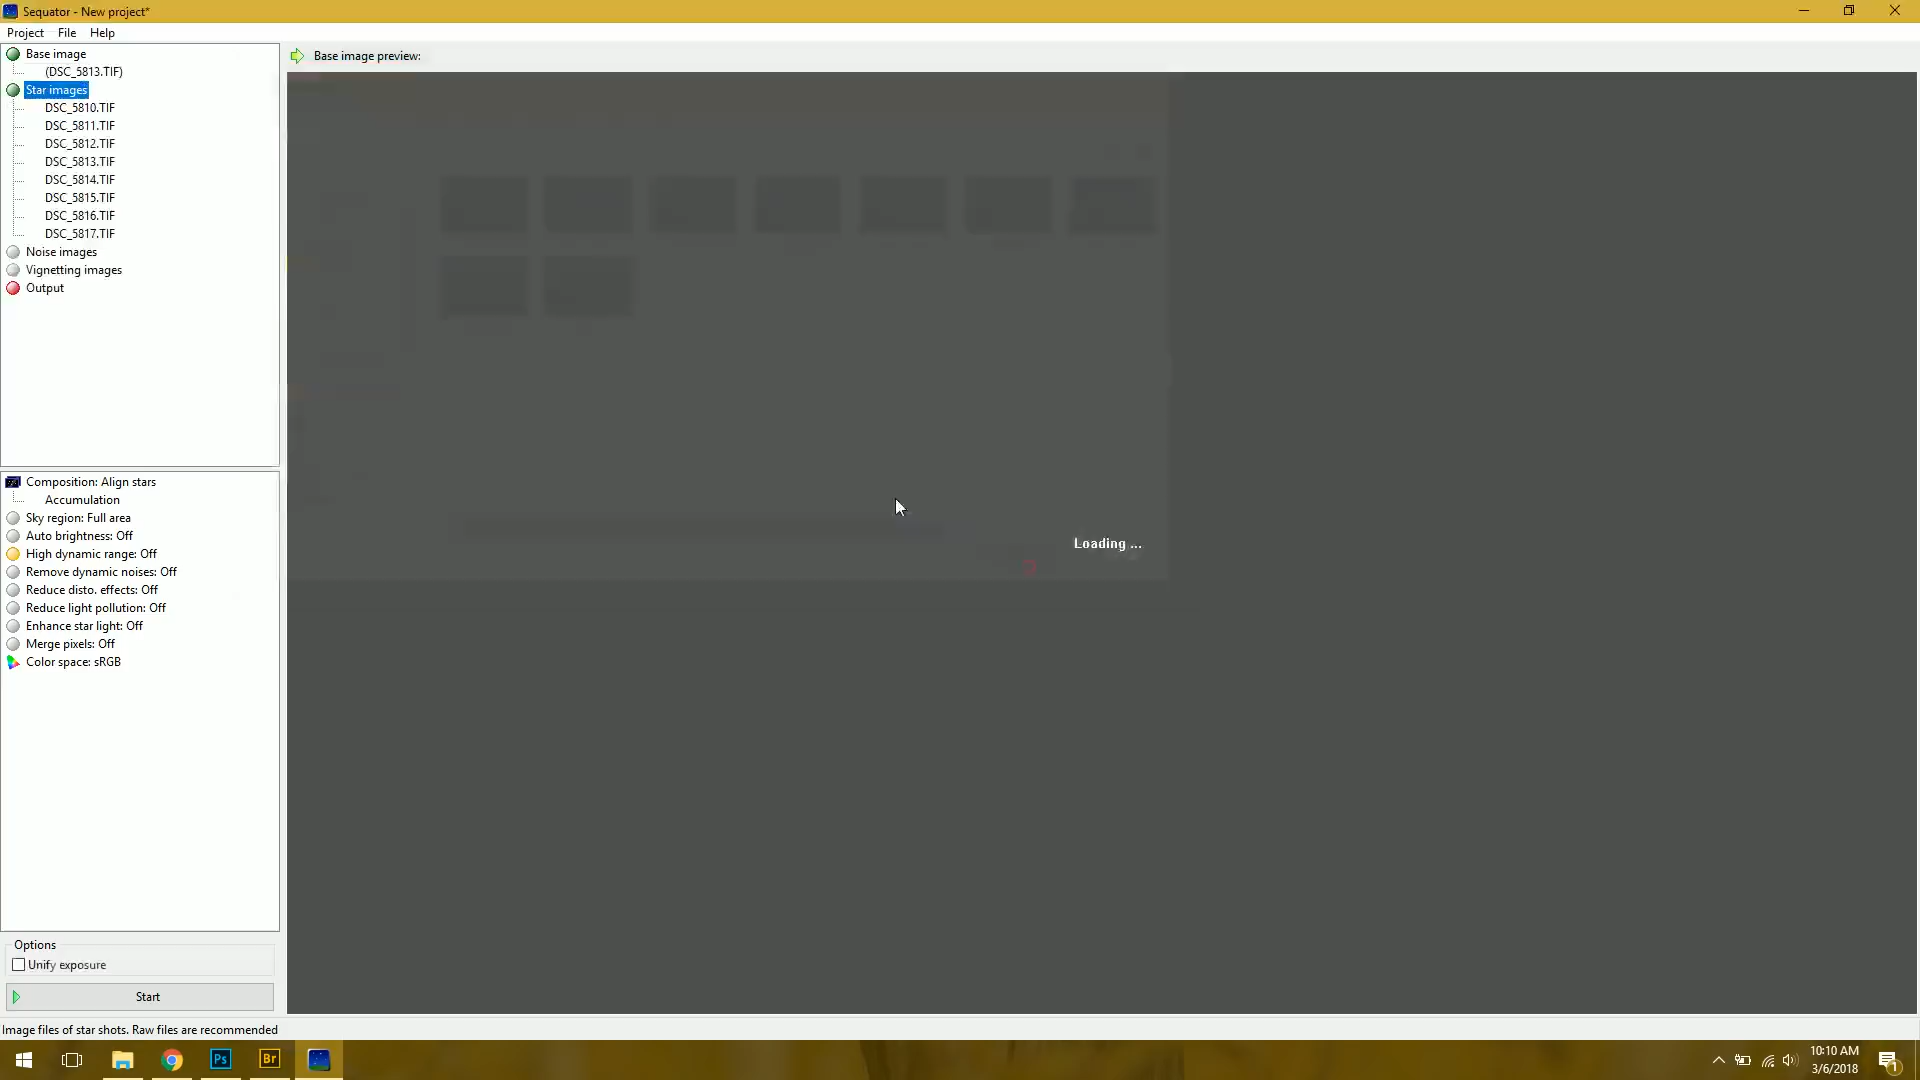 Sequator - New project*
Project File Help
Base image
(DSC_5813.TIF)
Star images
DSC_5810.TIF
DSC_5811.TIF
DSC_5812.TIF
DSC_5813.TIF
DSC_5814.TIF
DSC_5815.TIF
DSC_5816.TIF
DSC_5817.TIF
Noise images
Vignetting images
Output
Base image preview:
Loading ...
Composition: Align stars
Accumulation
Sky region: Full area
Auto brightness: Off
High dynamic range: Off
Remove dynamic noises: Off
Reduce disto. effects: Off
Reduce light pollution: Off
Enhance star light: Off
Merge pixels: Off
Color space: sRGB
Options
Unify exposure
Start
Image files of star shots. Raw files are recommended
Ps
Br
10:10 AM
3/6/2018
1